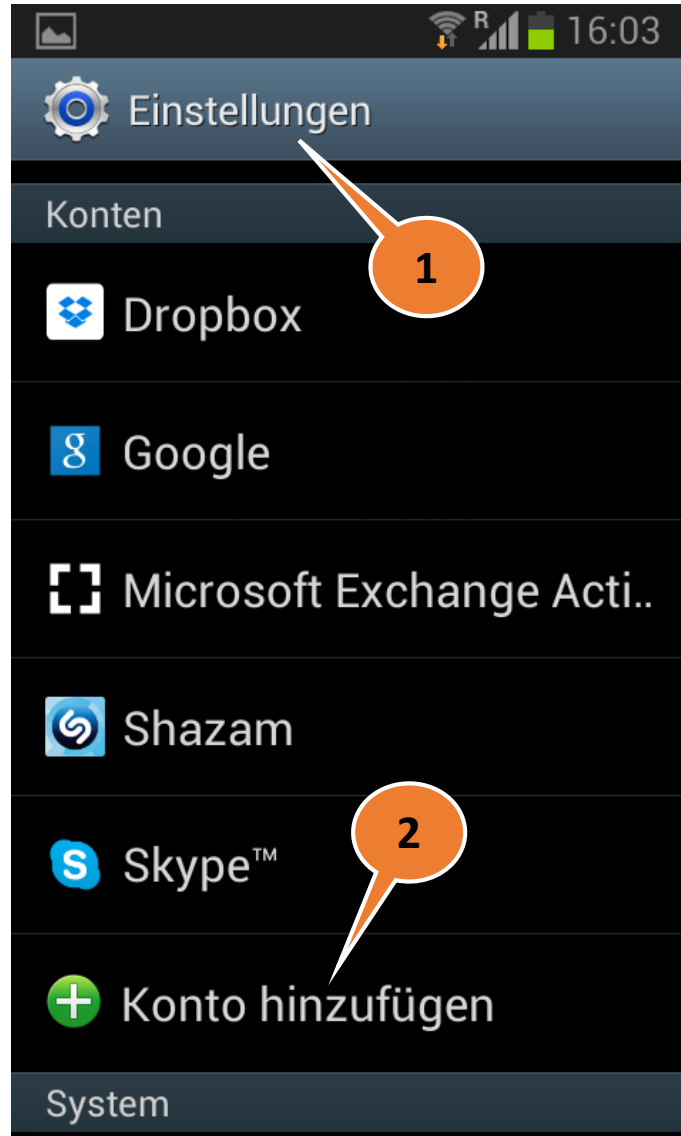 R 16:03
Einstellungen
Konten
1
Dropbox
Google
Microsoft Exchange Acti..
Shazam
2
Skype™
Konto hinzufügen
System